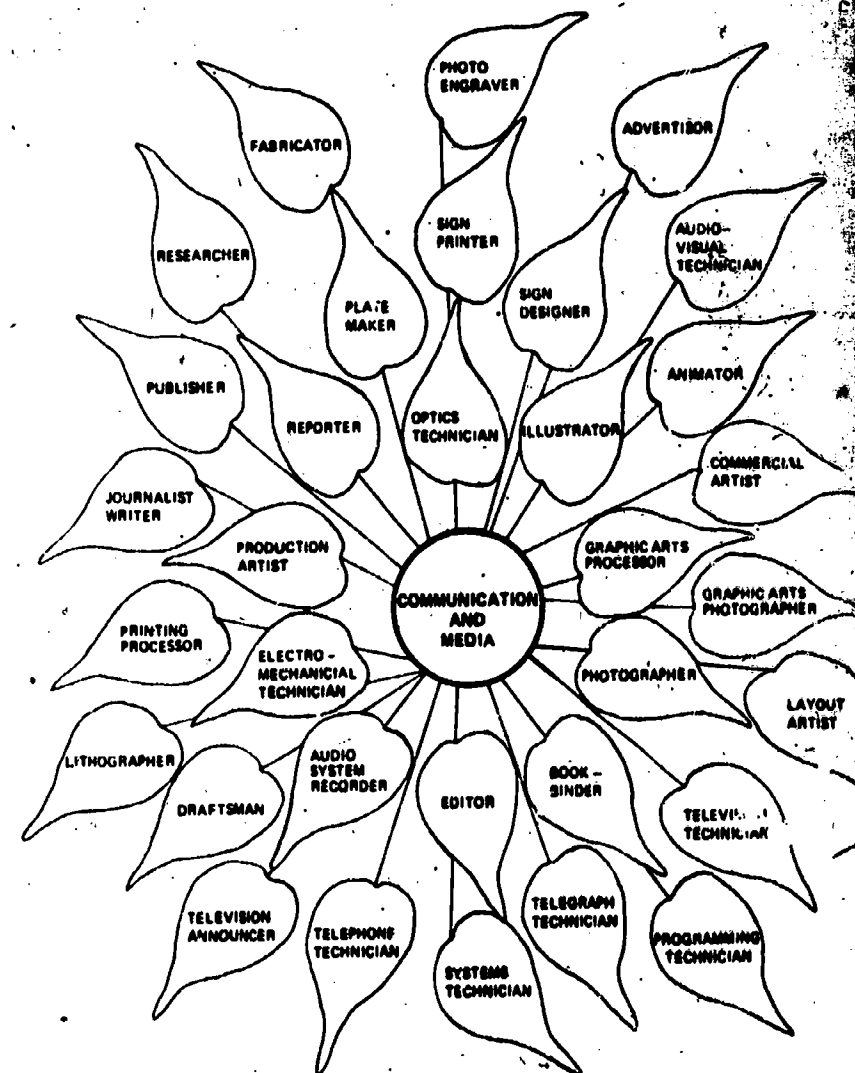 PHOTO
ENGRAVER
ADVERTISOR
FABRICATOR
SIGN
PRINTER
AUDIO-
VISUAL
TECHNICIAN
RESEARCHER
PLATE
MAKER
SIGN
DESIGNER
PUBLISHER
REPORTER
OPTICS
TECHNICIAN
ILLUSTRATOR
ANIMATOR
COMMERCIAL
ARTIST
JOURNALIST
WRITER
PRODUCTION
ARTIST
GRAPHIC ARTS
PROCESSOR
GRAPHIC ARTS
PHOTOGRAPHER
COMMUNICATION
AND
MEDIA
PRINTING
PROCESSOR
ELECTRO-
MECHANICIAL
TECHNICIAN
PHOTOGRAPHER
LAYOUT
ARTIST
LITHOGRAPHER
DRAFTSMAN
AUDIO
SYSTEM
RECORDER
EDITOR
BOOK-
BINDER
TELEVISION
TECHNICIAN
TELEVISION
ANNOUNCER
TELEPHONE
TECHNICIAN
SYSTEMS
TECHNICIAN
TELEGRAPH
TECHNICIAN
PROGRAMMING
TECHNICIAN